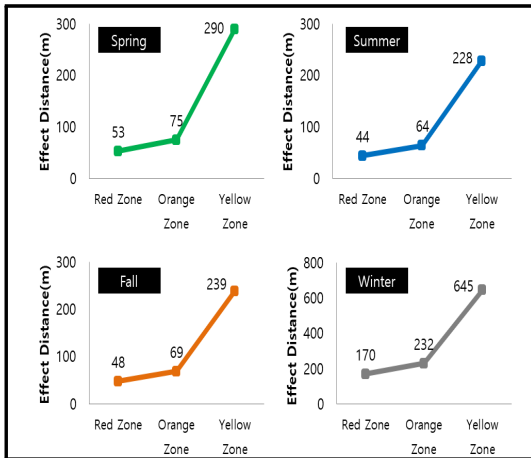 Spring
Effect Distance(m)
300
200
100
0
53
75
290
Red Zone
Orange
Zone
Yellow
Zone
Summer
Effect Distance(m)
300
200
100
0
44
64
228
Red Zone
Orange
Zone
Yellow
Zone
Fall
Effect Distance(m)
300
200
100
0
48
69
239
Red Zone
Orange
Zone
Yellow
Zone
Winter
Effect Distance(m)
800
600
400
200
0
170
232
645
Red Zone
Orange
Zone
Yellow
Zone